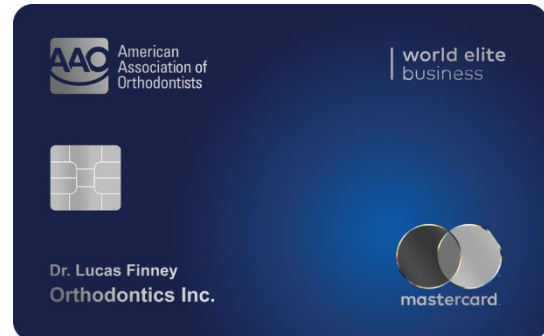 AAO
American
Association of
Orthodontists
world elite
business
Dr. Lucas Finney
Orthodontics Inc.
mastercard.